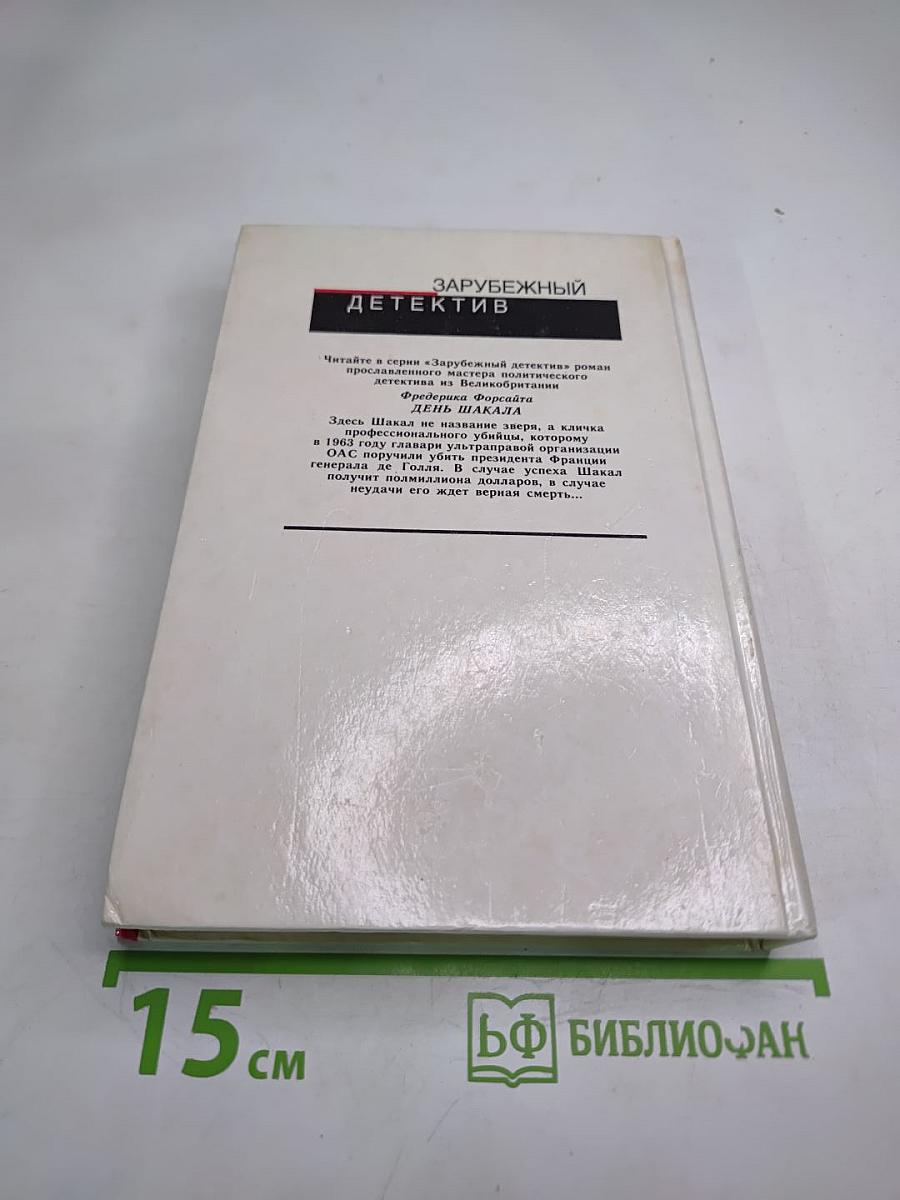 ЗАРУБЕЖНЫЙ
ДЕТЕКТИВ
Читайте в серии «Зарубежный детектив» роман
прославленного мастера политического
детектива из Великобритании
Фредерика Форсайта
ДЕНЬ ШАКАЛА
Здесь Шакал не название зверя, а кличка
профессионального убийцы, которому
в 1963 году главари ультраправой организации
ОАС поручили убить президента Франции
генерала де Голля. В случае успеха Шакал
получит полмиллиона долларов, в случае
неудачи его ждет верная смерть...
15 см
БФ БИБЛИОФАН